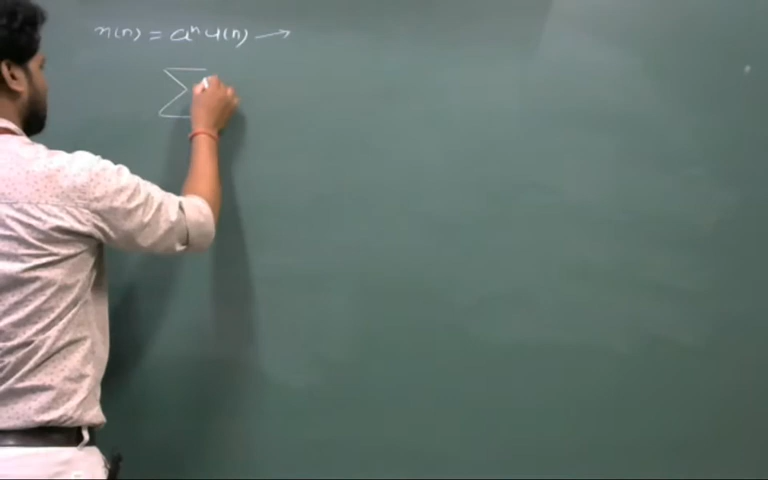 x(n) = aⁿ u(n) →
Σ